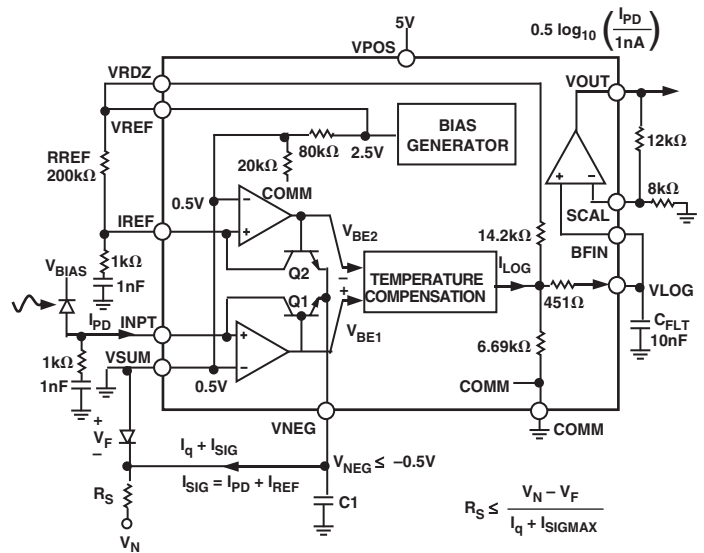 5V
0.5 log10 (IPD / 1nA)
VPOS
VRDZ
VOUT
VREF
BIAS GENERATOR
80kΩ
2.5V
20kΩ
COMM
12kΩ
RREF
200kΩ
0.5V
8kΩ
SCAL
IREF
BFIN
VBE2
14.2kΩ
1kΩ
1nF
VBIAS
Q2
TEMPERATURE
COMPENSATION
ILOG
451Ω
VLOG
Q1
IPD
INPT
VBE1
CFLT
10nF
1kΩ
1nF
VSUM
0.5V
6.69kΩ
COMM
VNEG
COMM
+
VF
–
Iq + ISIG
VNEG ≤ –0.5V
ISIG = IPD + IREF
RS
C1
VN
RS ≤ (VN – VF) / (Iq + ISIGMAX)